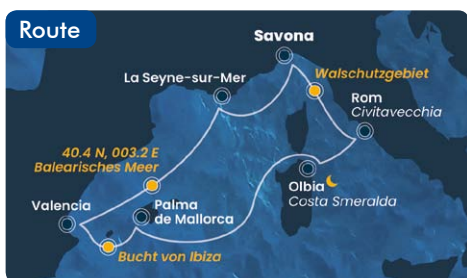 Route
Savona
La Seyne-sur-Mer
Walschutzgebiet
Rom
Civitavecchia
40.4 N, 003.2 E
Balearisches Meer
Olbia
Costa Smeralda
Valencia
Palma
de Mallorca
Bucht von Ibiza